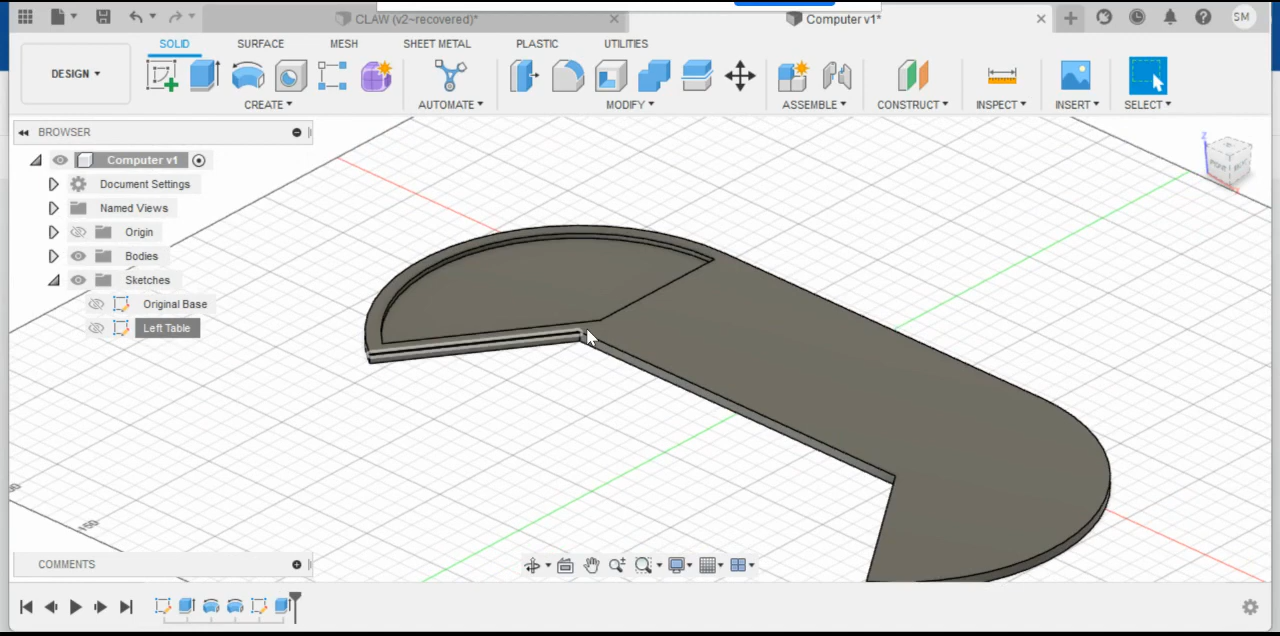 CLAW (v2~recovered)*
Computer v1*
SM
DESIGN
SOLID SURFACE MESH SHEET METAL PLASTIC UTILITIES
CREATE AUTOMATE MODIFY ASSEMBLE CONSTRUCT INSPECT INSERT SELECT
BROWSER
Computer v1
Document Settings
Named Views
Origin
Bodies
Sketches
Original Base
Left Table
Z
150
COMMENTS